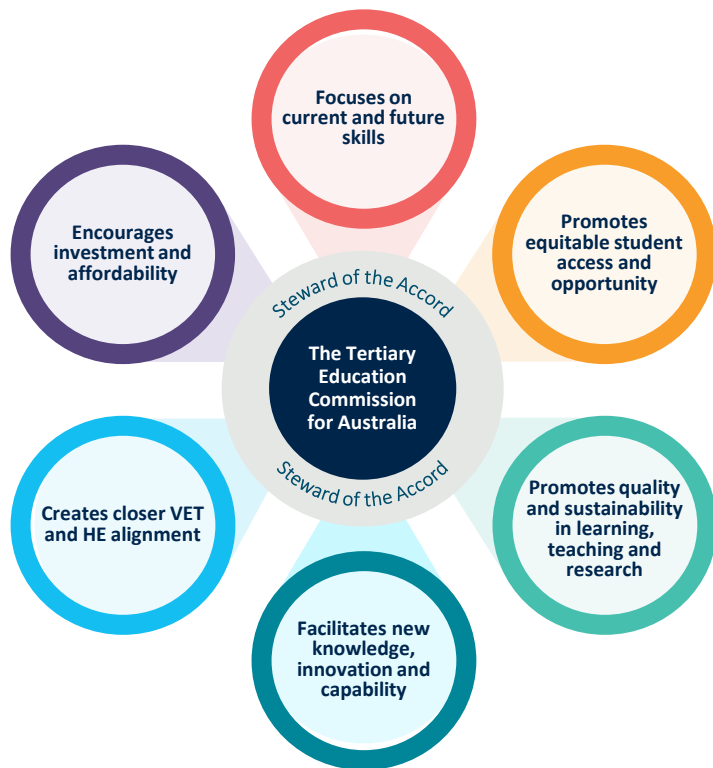 Focuses on
current and future
skills
Encourages
investment and
affordability
Promotes
equitable student
access and
opportunity
Steward of the Accord
The Tertiary
Education
Commission
for Australia
Steward of the Accord
Creates closer VET
and HE alignment
Promotes quality
and sustainability
in learning,
teaching and
research
Facilitates new
knowledge,
innovation and
capability